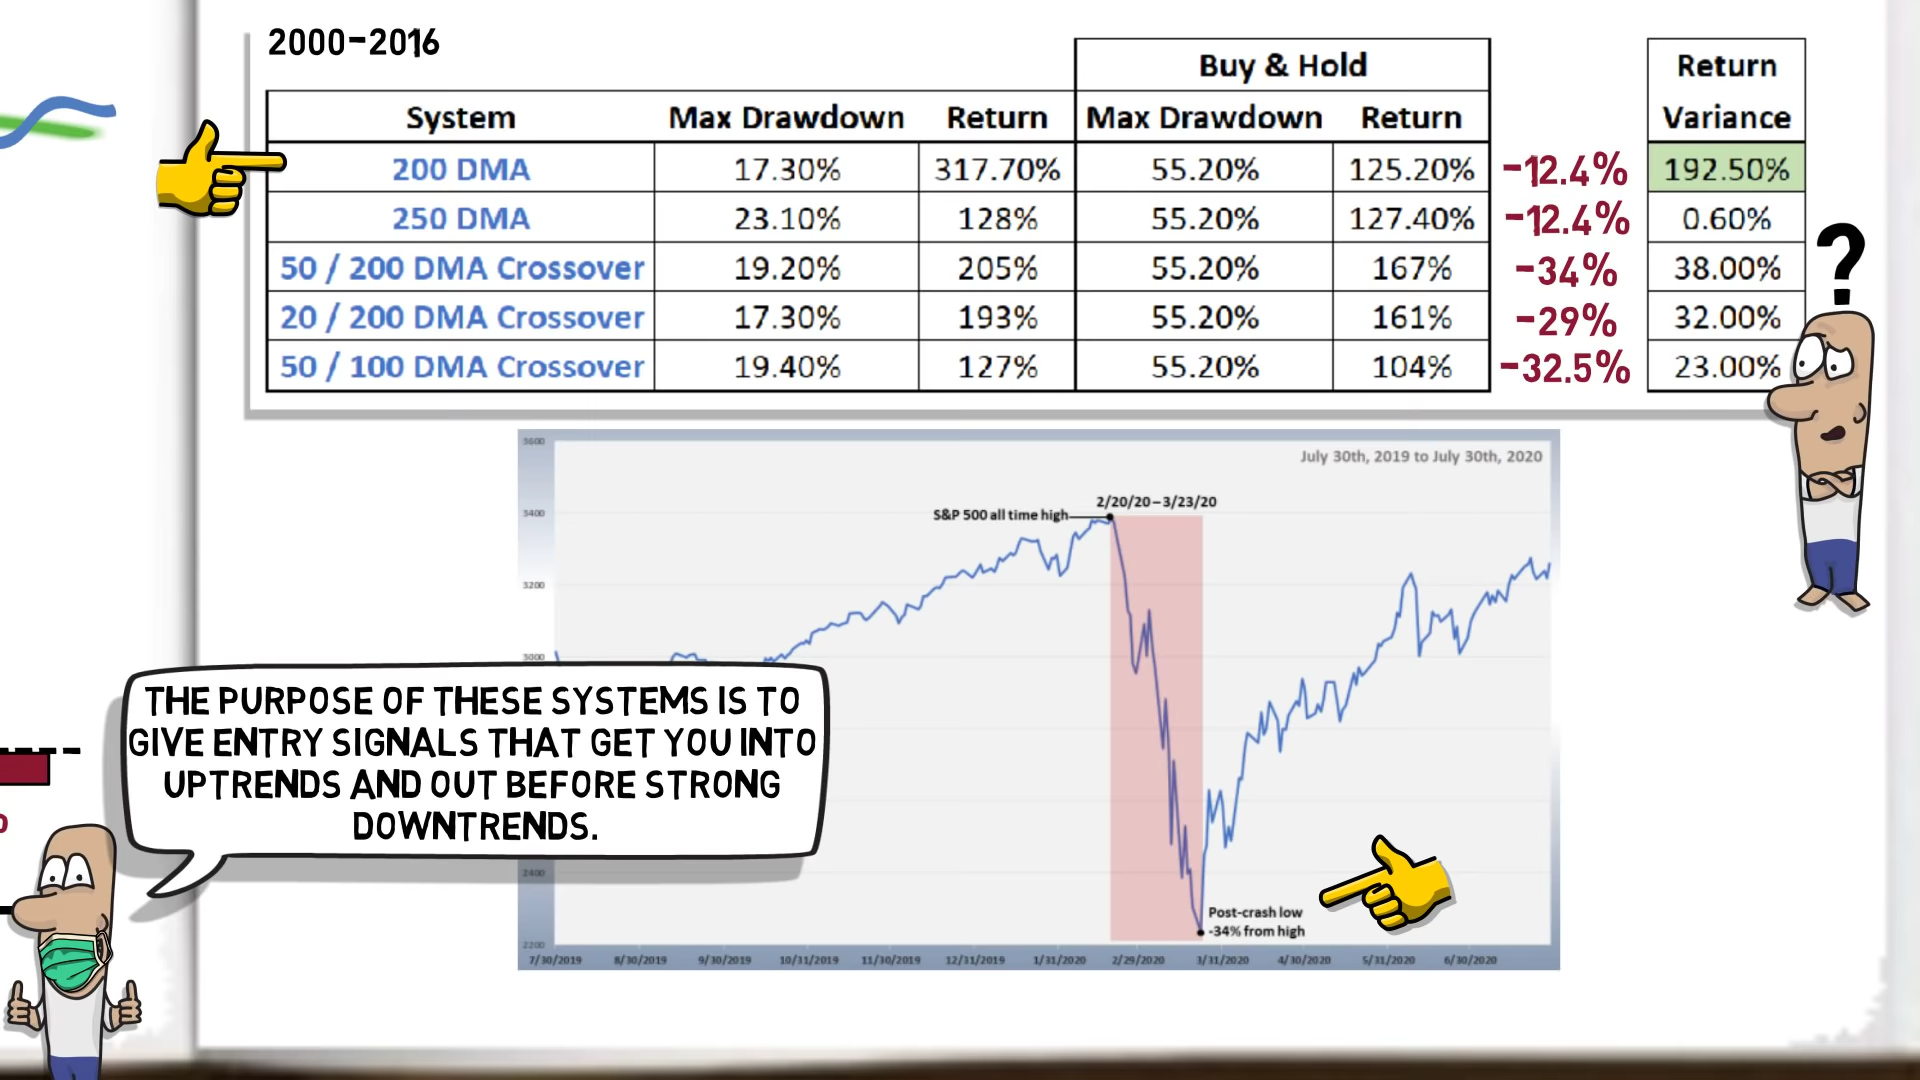 2000-2016
Buy & Hold
Return
Variance
System Max Drawdown Return Max Drawdown Return
200 DMA 17.30% 317.70% 55.20% 125.20% -12.4% 192.50%
250 DMA 23.10% 128% 55.20% 127.40% -12.4% 0.60%
50 / 200 DMA Crossover 19.20% 205% 55.20% 167% -34% 38.00%
20 / 200 DMA Crossover 17.30% 193% 55.20% 161% -29% 32.00%
50 / 100 DMA Crossover 19.40% 127% 55.20% 104% -32.5% 23.00%
?
3600
July 30th, 2019 to July 30th, 2020
2/20/20-3/23/20
S&P 500 all time high
3400
3200
3000
THE PURPOSE OF THESE SYSTEMS IS TO
GIVE ENTRY SIGNALS THAT GET YOU INTO
UPTRENDS AND OUT BEFORE STRONG
DOWNTRENDS.
2400
Post-crash low
-34% from high
2200
7/30/2019 8/30/2019 9/30/2019 10/31/2019 11/30/2019 12/31/2019 1/31/2020 2/29/2020 3/31/2020 4/30/2020 5/31/2020 6/30/2020